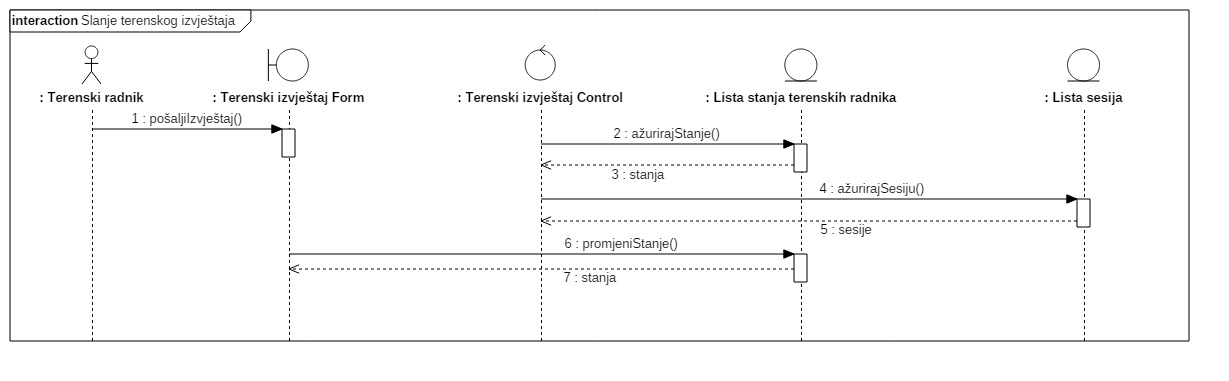 interaction Slanje terenskog izvještaja
: Terenski radnik
: Terenski izvještaj Form
: Terenski izvještaj Control
: Lista stanja terenskih radnika
: Lista sesija
1 : pošaljiIzvještaj()
2 : ažurirajStanje()
3 : stanja
4 : ažurirajSesiju()
5 : sesije
6 : promjeniStanje()
7 : stanja